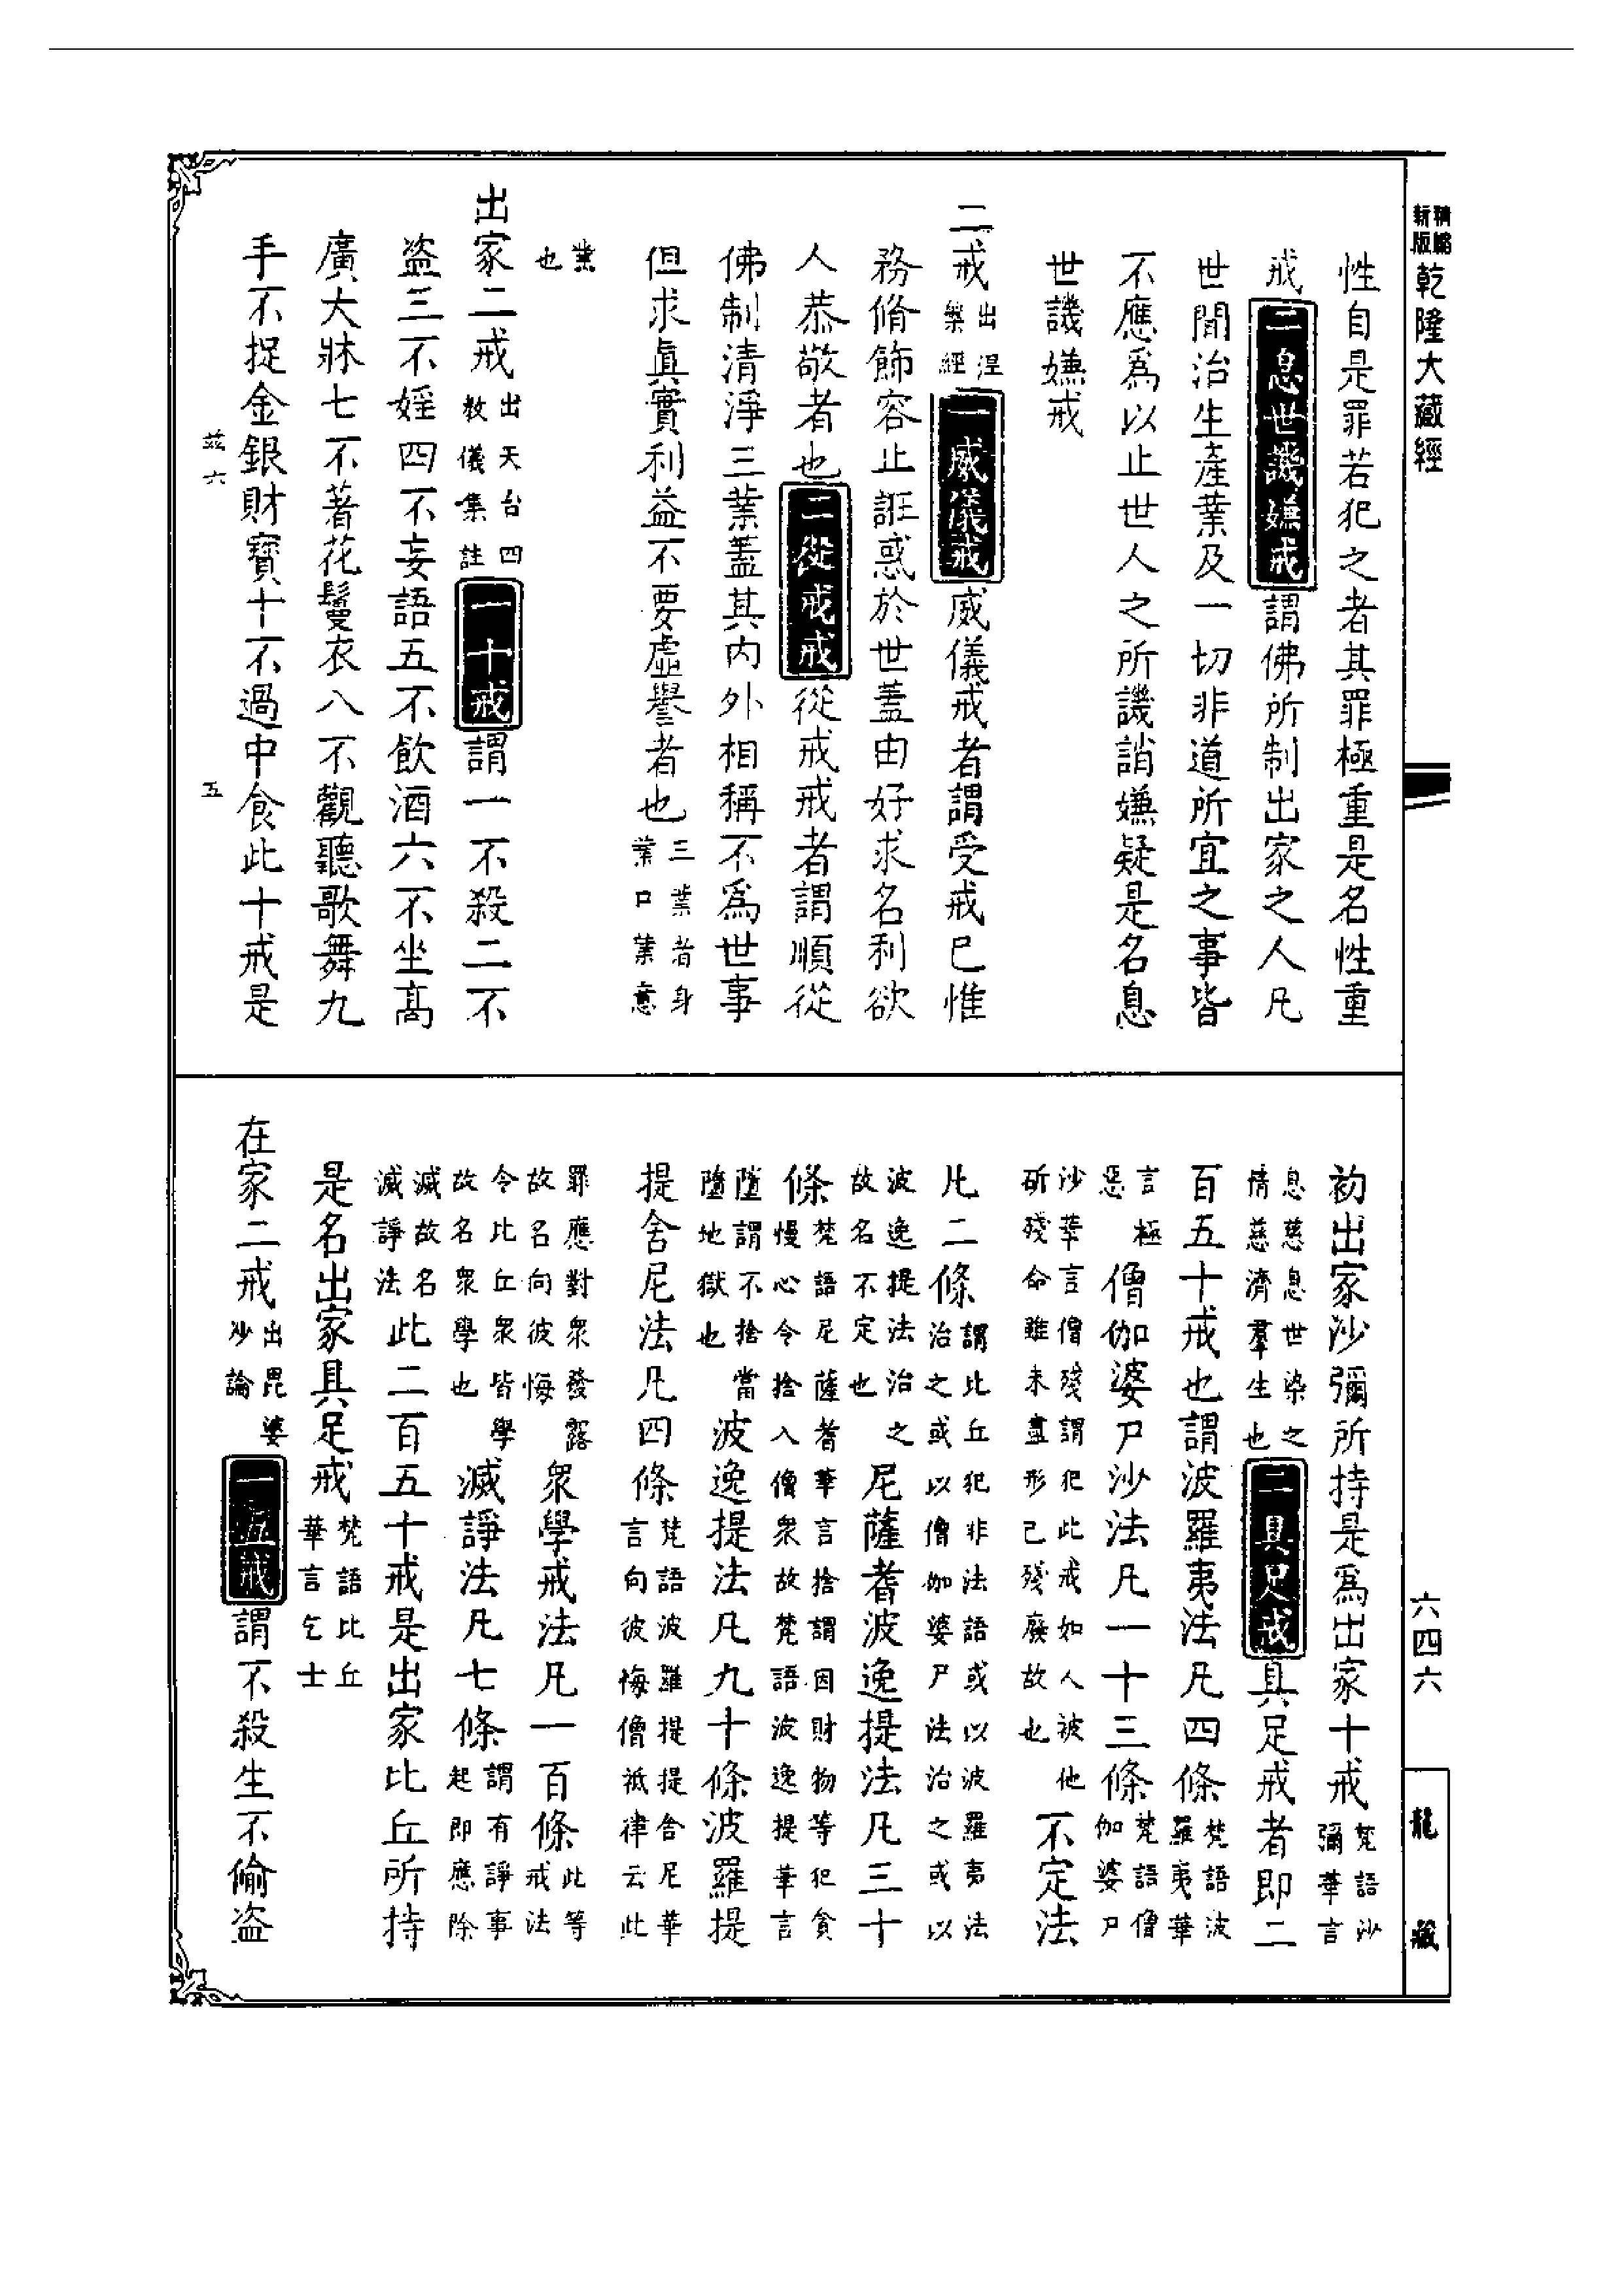 新版精縮 乾隆大藏經
六四六
龍藏
性自是罪若犯之者其罪極重是名性重
戒二息世譏嫌戒謂佛所制出家之人凡
世間治生產業及一切非道所宜之事皆
不應爲以止世人之所譏誚嫌疑是名息
世譏嫌戒
二戒出涅槃經一威儀戒威儀戒者謂受戒巳惟
務脩飾容止誑惑於世蓋由好求名利欲
人恭敬者也二從戒戒從戒戒者謂順從
佛制清淨三業蓋其内外相稱不爲世事
但求眞實利益不要虛譽者也三業者身業口業意
業也
出家二戒出天台四教儀集註一十戒謂一不殺二不
盜三不婬四不妄語五不飲酒六不坐高
廣大牀七不著花鬘衣八不觀聽歌舞九
手不捉金銀財寶十不過中食此十戒是
茲六 五
初出家沙彌所持是爲出家十戒梵語沙彌華言
息慈息世染之情慈濟羣生也二具足戒具足戒者即二
百五十戒也謂波羅夷法凡四條梵語波羅夷華
言極惡僧伽婆尸沙法凡一十三條梵語僧伽婆尸
沙華言僧殘謂犯此戒如人被他斫殘命雖未盡形已殘廢故也不定法
凡二條謂比丘犯非法語或以波羅夷法治之或以僧伽婆尸法治之或以
波逸提法治之故名不定也尼薩耆波逸提法凡三十
條梵語尼薩耆華言捨謂因財物等犯貪慢心令捨入僧衆故梵語波逸提華言
墮謂不捨當墮地獄也波逸提法凡九十條波羅提
提舍尼法凡四條梵語波羅提提舍尼華言向彼悔僧祇律云此
罪應對衆發露故名向彼悔衆學戒法凡一百條此等戒法
令比丘衆皆學故名衆學也滅諍法凡七條謂有諍事起即應除
滅故名滅諍法此二百五十戒是出家比丘所持
是名出家具足戒梵語比丘華言乞士
在家二戒出毘婆沙論一五戒謂不殺生不偷盜